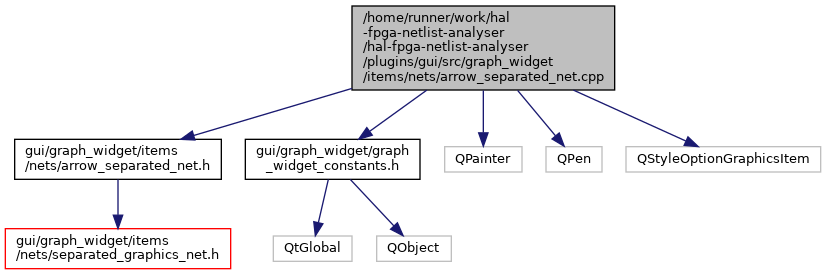 /home/runner/work/hal
-fpga-netlist-analyser
/hal-fpga-netlist-analyser
/plugins/gui/src/graph_widget
/items/nets/arrow_separated_net.cpp
gui/graph_widget/items
/nets/arrow_separated_net.h
gui/graph_widget/graph
_widget_constants.h
QPainter
QPen
QStyleOptionGraphicsItem
gui/graph_widget/items
/nets/separated_graphics_net.h
QtGlobal
QObject